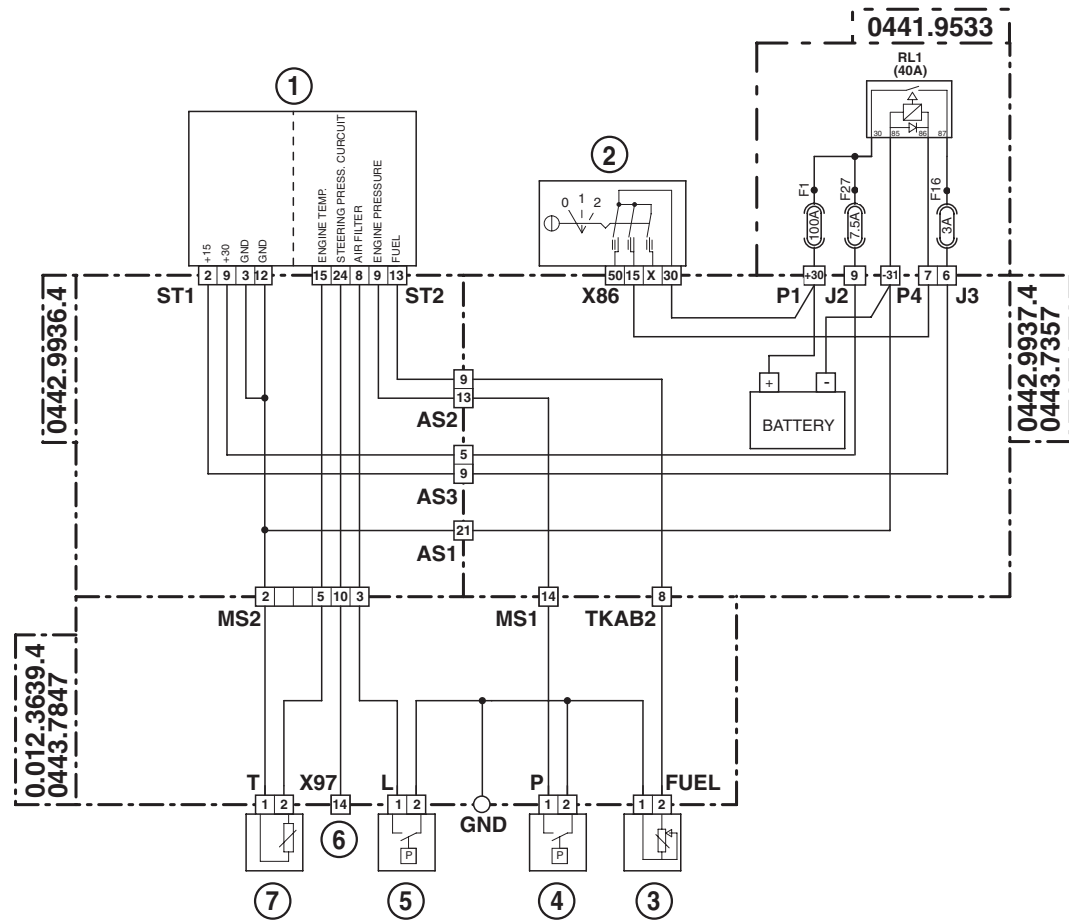 0441.9533
RL1
(40A)
30 85 86 87
1
2
0 1 2
ENGINE TEMP.
STEERING PRESS. CURCUIT
AIR FILTER
ENGINE PRESSURE
FUEL
+15
+30
GND
GND
F1
100A
F27
7.5A
F16
3A
2 9 3 12
15 24 8 9 13
50 15 X 30
+30 9 -31 7 6
ST1
ST2
X86
P1 J2 P4 J3
0442.9936.4
0442.9937.4
0443.7357
9
13
AS2
+ -
BATTERY
5
9
AS3
21
AS1
2 5 10 3
14
8
MS2
MS1
TKAB2
0.012.3639.4
0443.7847
T X97 L P FUEL
1 2
14
1 2
GND
1 2
1 2
P
P
6
7
5
4
3